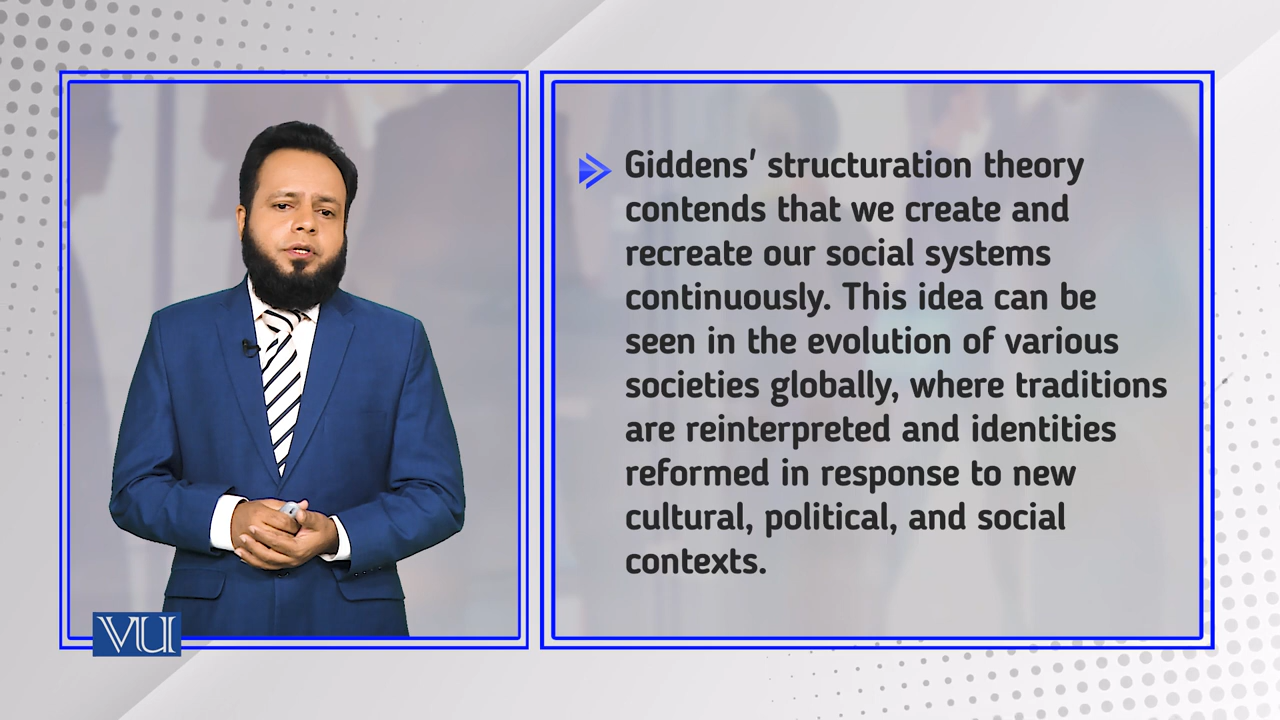 Giddens' structuration theory
contends that we create and
recreate our social systems
continuously. This idea can be
seen in the evolution of various
societies globally, where traditions
are reinterpreted and identities
reformed in response to new
cultural, political, and social
contexts.
VU